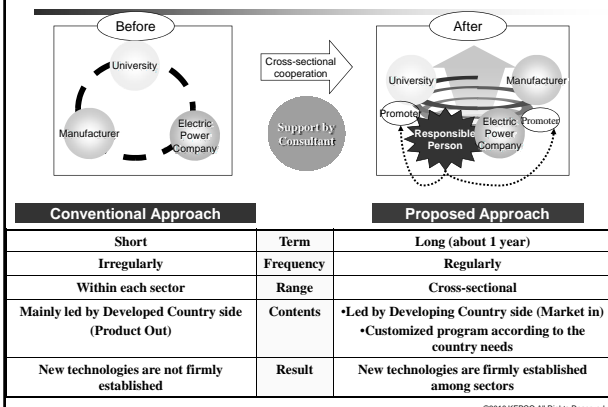 Before
After
University
Manufacturer
Electric
Power
Company
Cross-sectional
cooperation
Support by
Consultant
University
Manufacturer
Promoter
Responsible
Person
Electric
Power
Company
Promoter
Conventional Approach
Proposed Approach
Short Term Long (about 1 year)
Irregularly Frequency Regularly
Within each sector Range Cross-sectional
Mainly led by Developed Country side Contents •Led by Developing Country side (Market in)
(Product Out) •Customized program according to the
country needs
New technologies are not firmly Result New technologies are firmly established
established among sectors